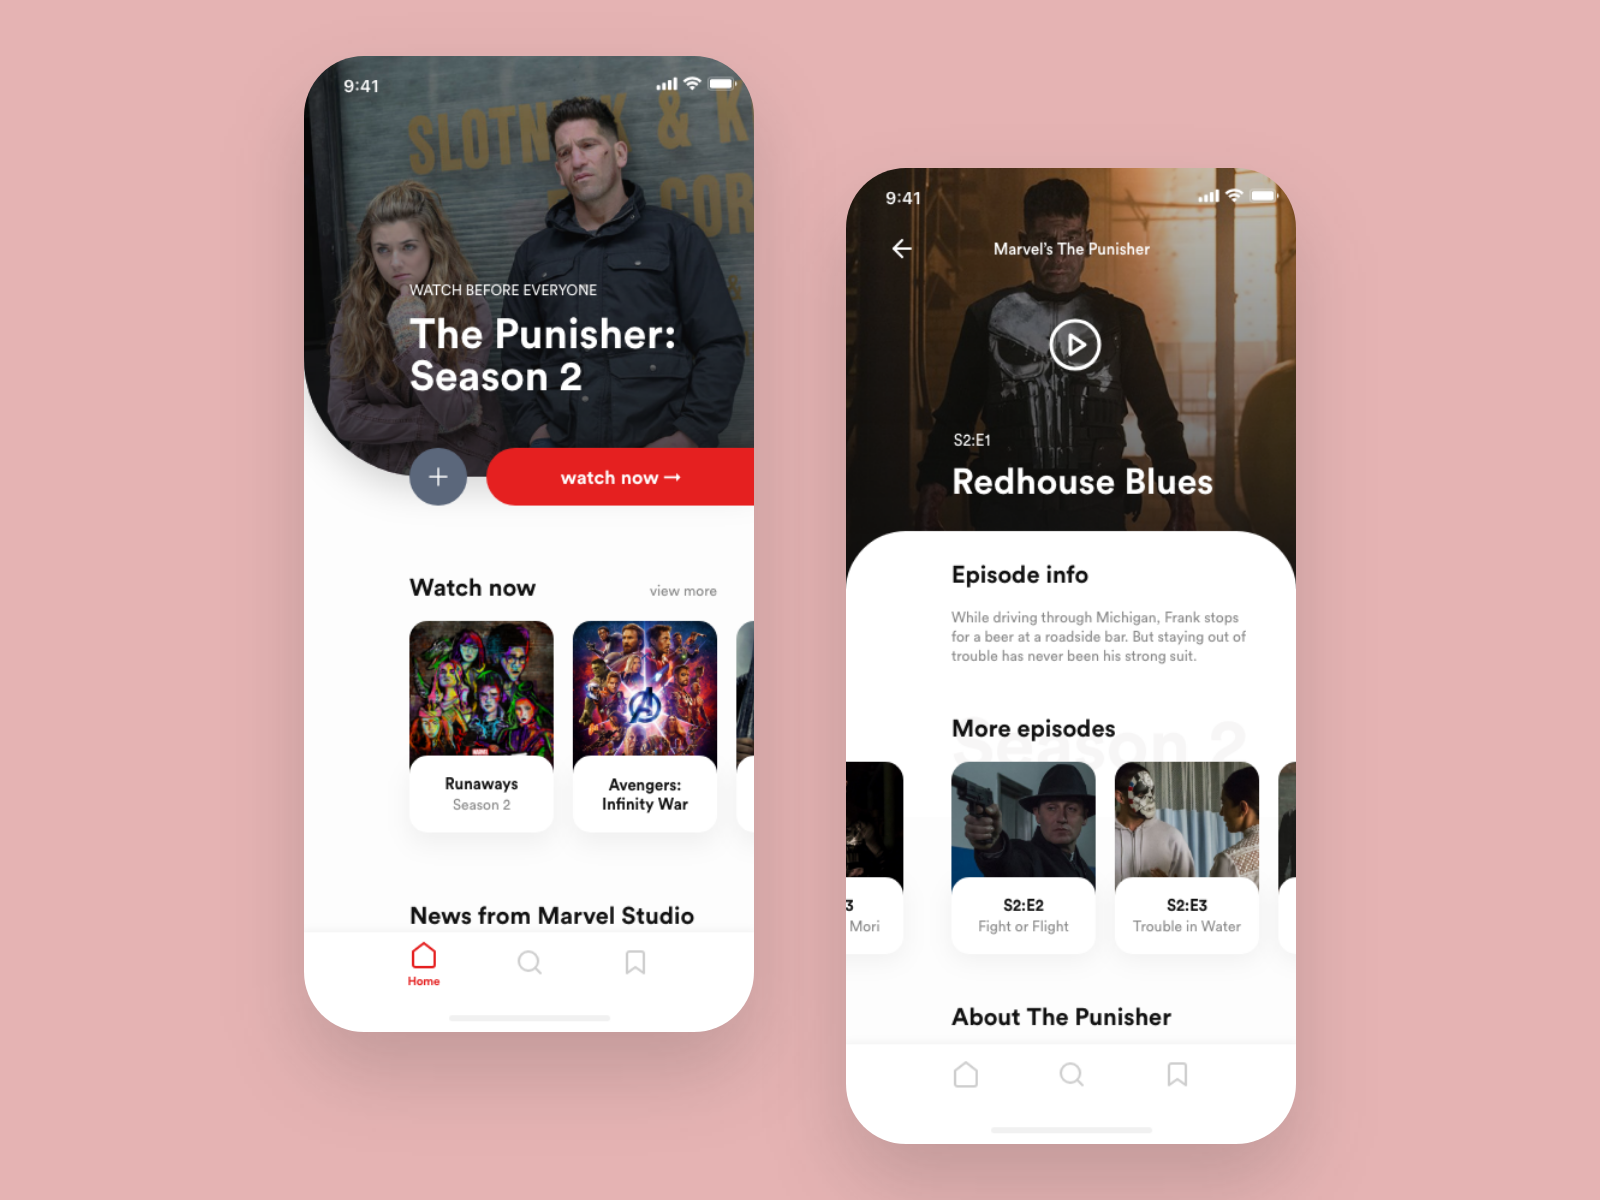 9:41
SLOTN K & K
COR
WATCH BEFORE EVERYONE
The Punisher:
Season 2
watch now →
Watch now
view more
MARVEL
Runaways
Season 2
Avengers:
Infinity War
News from Marvel Studio
Home
9:41
Marvel's The Punisher
S2:E1
Redhouse Blues
Episode info
While driving through Michigan, Frank stops
for a beer at a roadside bar. But staying out of
trouble has never been his strong suit.
Season 2
More episodes
3
Mori
S2:E2
Fight or Flight
S2:E3
Trouble in Water
About The Punisher